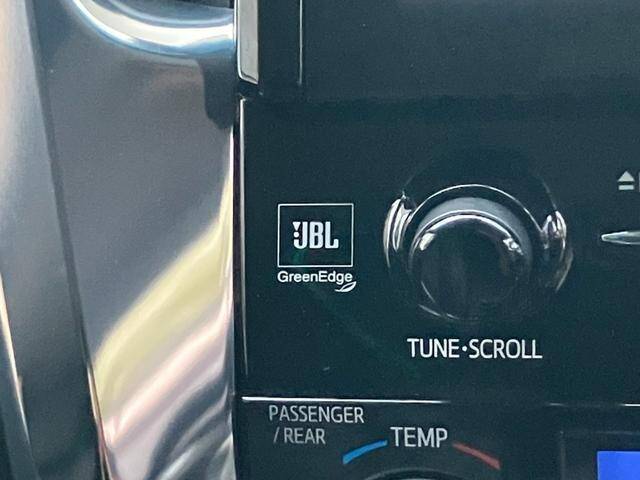 JBL
GreenEdge
TUNE•SCROLL
PASSENGER
/REAR
TEMP